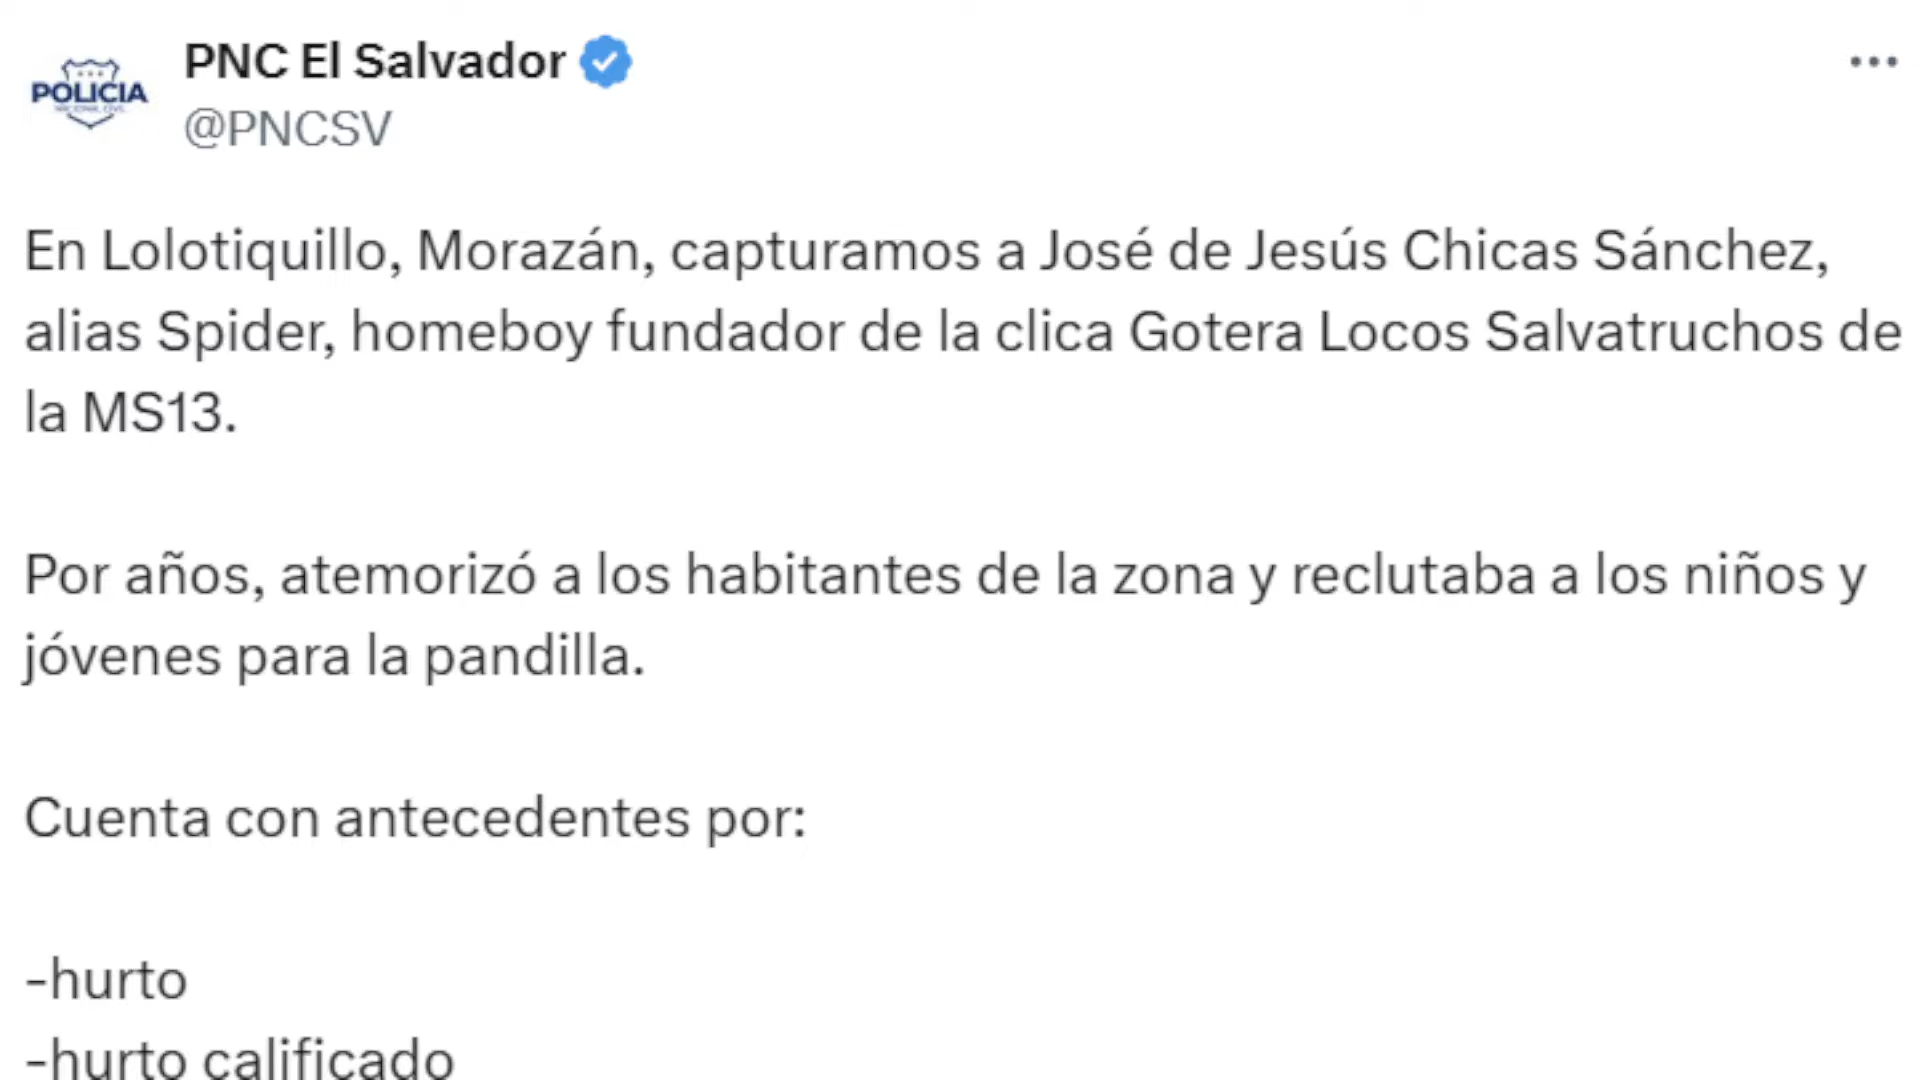 PNC El Salvador
@PNCSV
POLICIA
NACIONAL CIVIL
En Lolotiquillo, Morazán, capturamos a José de Jesús Chicas Sánchez,
alias Spider, homeboy fundador de la clica Gotera Locos Salvatruchos de
la MS13.
Por años, atemorizó a los habitantes de la zona y reclutaba a los niños y
jóvenes para la pandilla.
Cuenta con antecedentes por:
-hurto
-hurto calificado